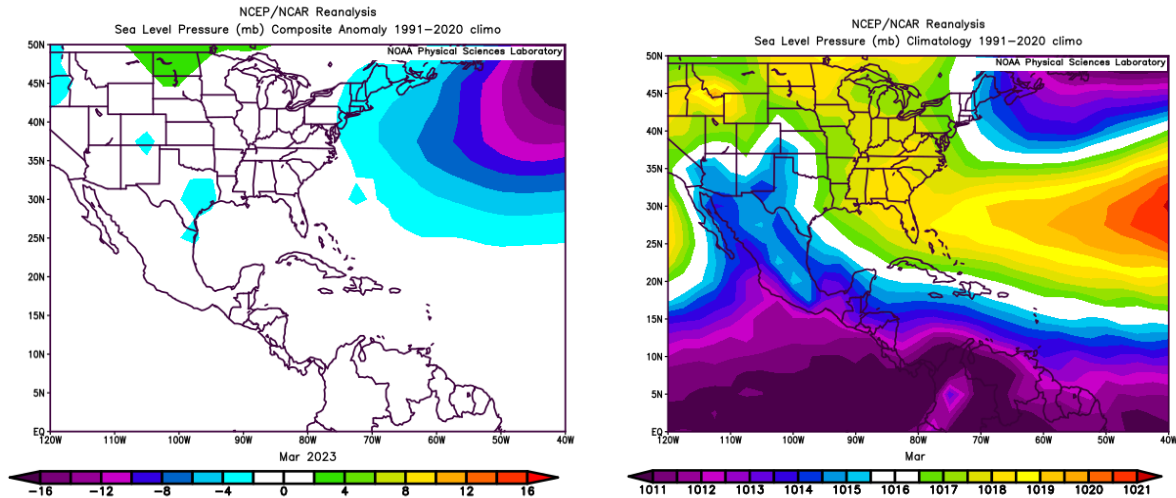 NCEP/NCAR Reanalysis
Sea Level Pressure (mb) Composite Anomaly 1991-2020 climo
NOAA Physical Sciences Laboratory
50N
45N
40N
35N
30N
25N
20N
15N
10N
5N
EQ
120W 110W 100W 90W 80W 70W 60W 50W 40W
Mar 2023
-16 -12 -8 -4 0 4 8 12 16
NCEP/NCAR Reanalysis
Sea Level Pressure (mb) Climatology 1991-2020 climo
NOAA Physical Sciences Laboratory
50N
45N
40N
35N
30N
25N
20N
15N
10N
5N
EQ
120W 110W 100W 90W 80W 70W 60W 50W 40W
Mar
1011 1012 1013 1014 1015 1016 1017 1018 1019 1020 1021